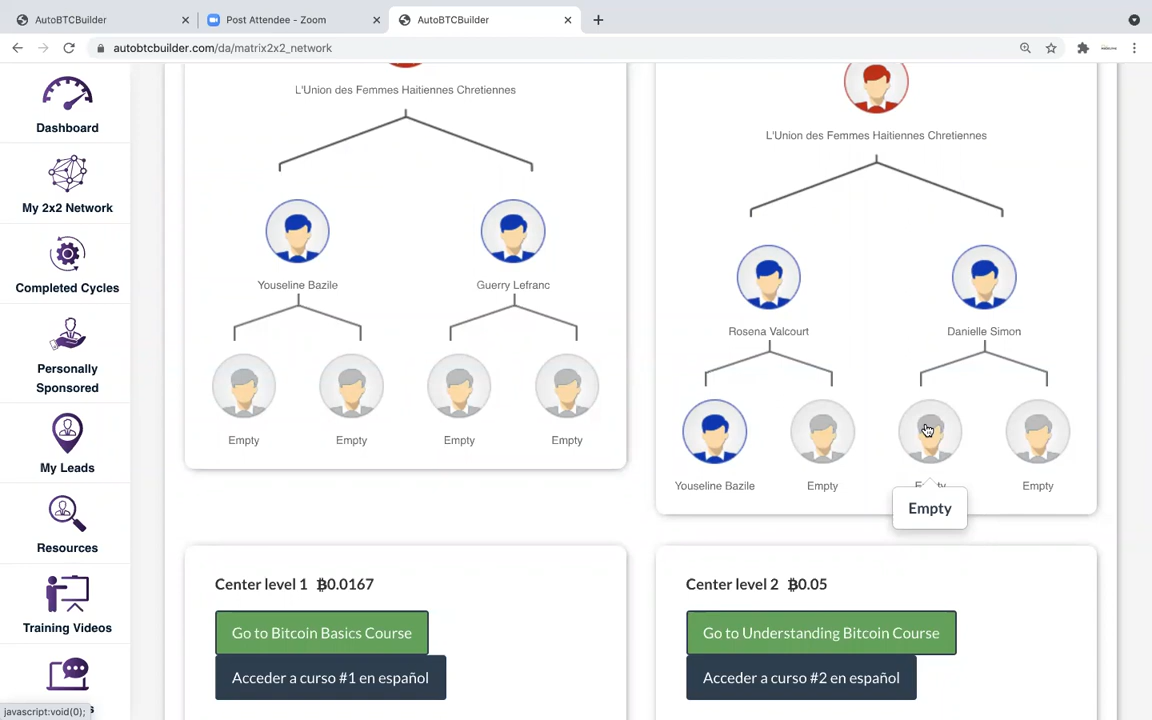 AutoBTCBuilder
Post Attendee - Zoom
AutoBTCBuilder
autobtcbuilder.com/da/matrix2x2_network
Dashboard
My 2x2 Network
Completed Cycles
Personally
Sponsored
My Leads
Resources
Training Videos
javascript:void(0);
L'Union des Femmes Haitiennes Chretiennes
Youseline Bazile
Guerry Lefranc
Empty
Empty
Empty
Empty
L'Union des Femmes Haitiennes Chretiennes
Rosena Valcourt
Danielle Simon
Youseline Bazile
Empty
Empty
Empty
Empty
Center level 1 ₿0.0167
Go to Bitcoin Basics Course
Acceder a curso #1 en español
Center level 2 ₿0.05
Go to Understanding Bitcoin Course
Acceder a curso #2 en español